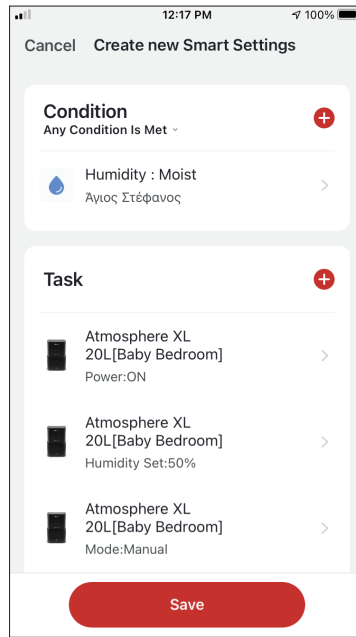 12:17 PM
100%
Cancel Create new Smart Settings
Condition
Any Condition Is Met
Humidity : Moist
Άγιος Στέφανος
Task
Atmosphere XL
20L[Baby Bedroom]
Power:ON
Atmosphere XL
20L[Baby Bedroom]
Humidity Set:50%
Atmosphere XL
20L[Baby Bedroom]
Mode:Manual
Save